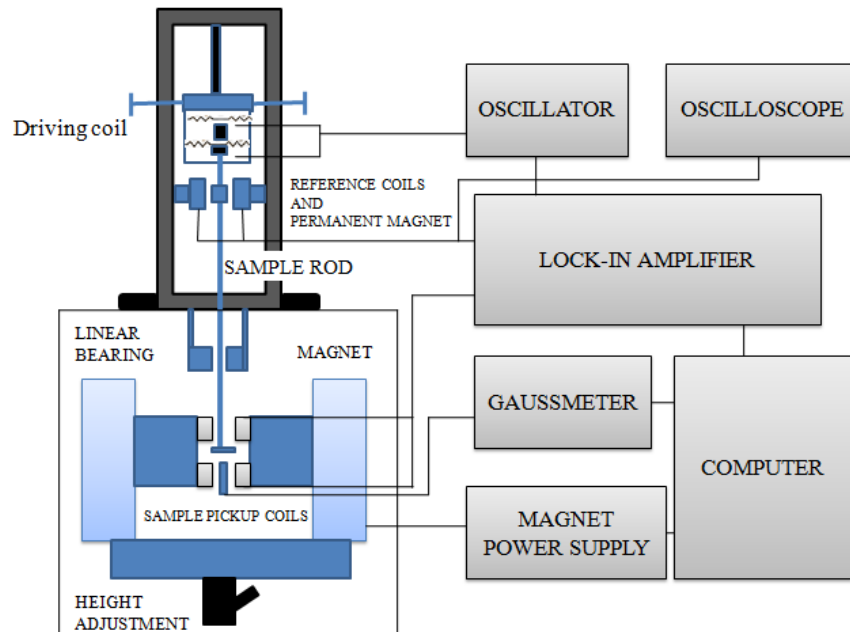 OSCILLATOR
OSCILLOSCOPE
Driving coil
REFERENCE COILS
AND
PERMANENT MAGNET
LOCK-IN AMPLIFIER
SAMPLE ROD
LINEAR
BEARING
MAGNET
GAUSSMETER
COMPUTER
SAMPLE PICKUP COILS
MAGNET
POWER SUPPLY
HEIGHT
ADJUSTMENT